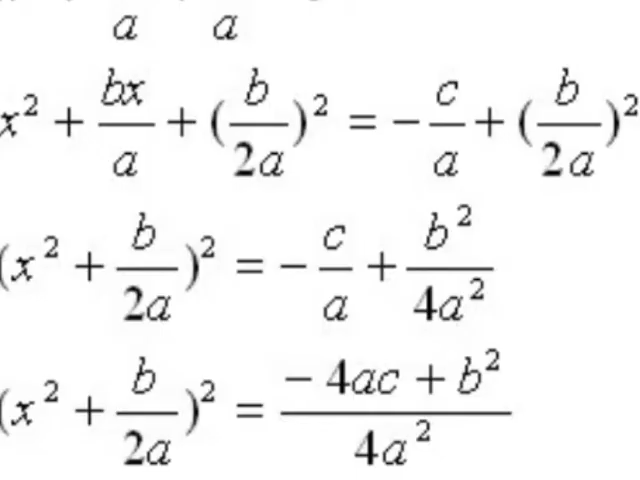 a a
x² + bx/a + (b/2a)² = -c/a + (b/2a)²
(x² + b/2a)² = -c/a + b²/4a²
(x² + b/2a)² = (-4ac + b²)/4a²